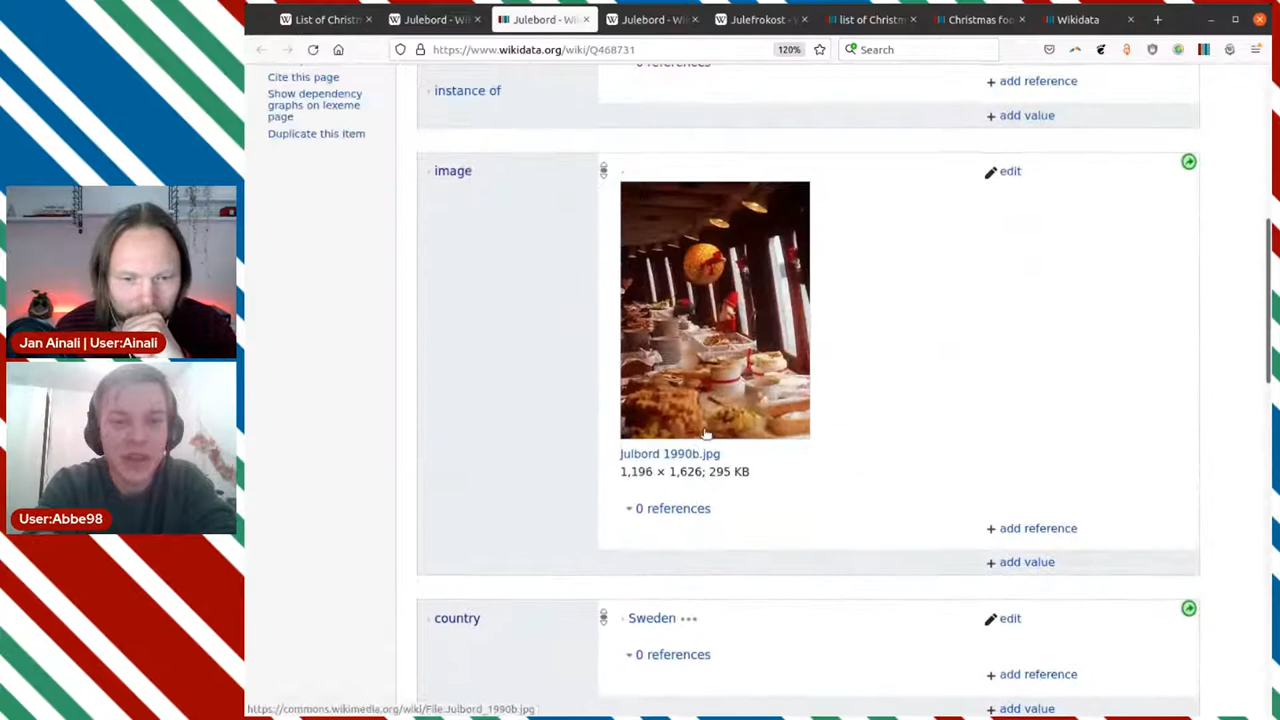 List of Christm
Julebord - Wi
Julebord - Wi
Julebord - Wi
Julefrokost - W
list of Christm
Christmas foo
Wikidata
https://www.wikidata.org/wiki/Q468731
120%
Search
Cite this page
Show dependency
graphs on lexeme
page
Duplicate this item
instance of
0 references
+ add reference
+ add value
image
edit
Julbord 1990b.jpg
1,196 × 1,626; 295 KB
0 references
+ add reference
+ add value
country
Sweden
edit
0 references
+ add reference
+ add value
https://commons.wikimedia.org/wiki/File:Julbord_1990b.jpg
Jan Ainali | User:Ainali
User:Abbe98